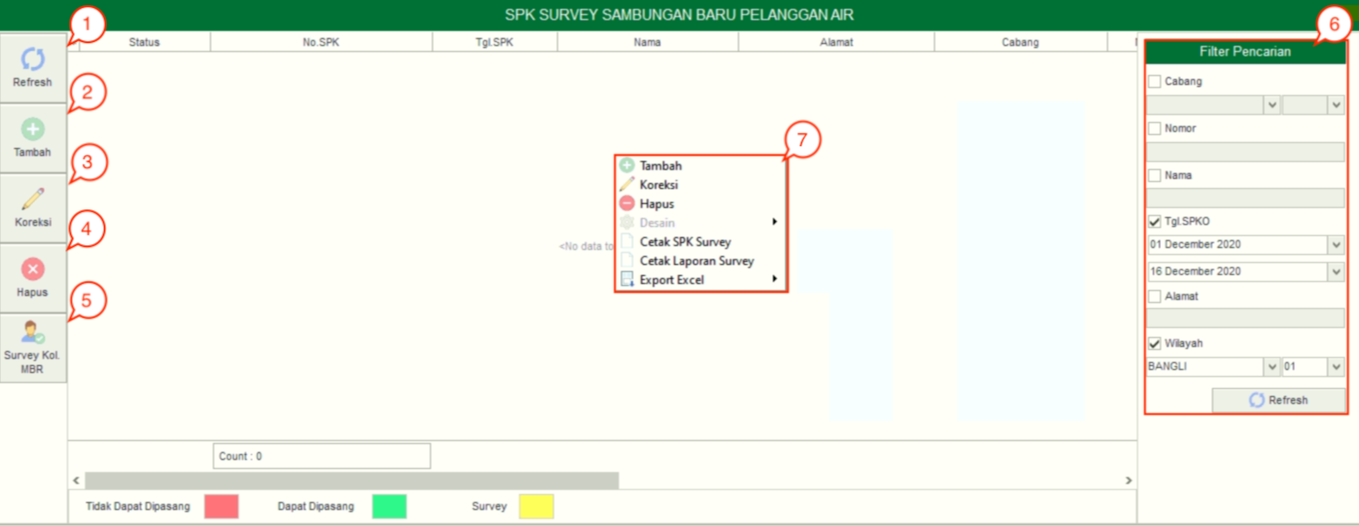 SPK SURVEY SAMBUNGAN BARU PELANGGAN AIR
1
6
Status No.SPK Tgl.SPK Nama Alamat Cabang
Filter Pencarian
Refresh
Cabang
2
Tambah
Nomor
7
3
Tambah
Koreksi
Hapus
Desain
Cetak SPK Survey
Cetak Laporan Survey
Export Excel
<No data to
Nama
Koreksi
4
Tgl.SPKO
01 December 2020
16 December 2020
Hapus
5
Alamat
Survey Kol.
MBR
Wilayah
BANGLI 01
Refresh
Count : 0
Tidak Dapat Dipasang Dapat Dipasang Survey